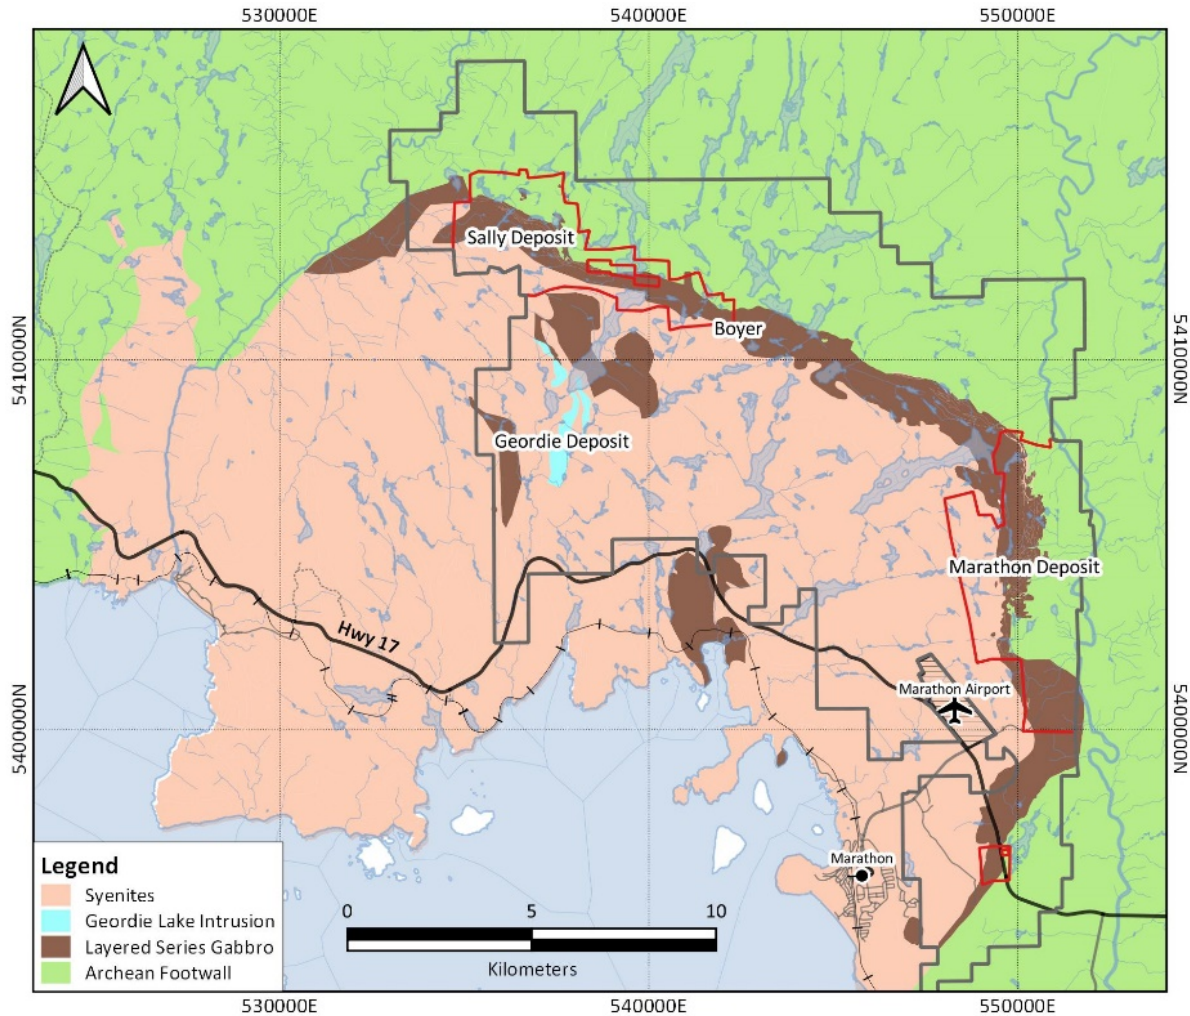 530000E
540000E
550000E
Sally Deposit
Boyer
5410000N
5410000N
Geordie Deposit
Marathon Deposit
Hwy 17
Marathon Airport
5400000N
5400000N
Marathon
Legend
Syenites
Geordie Lake Intrusion
Layered Series Gabbro
Archean Footwall
0
5
10
Kilometers
530000E
540000E
550000E